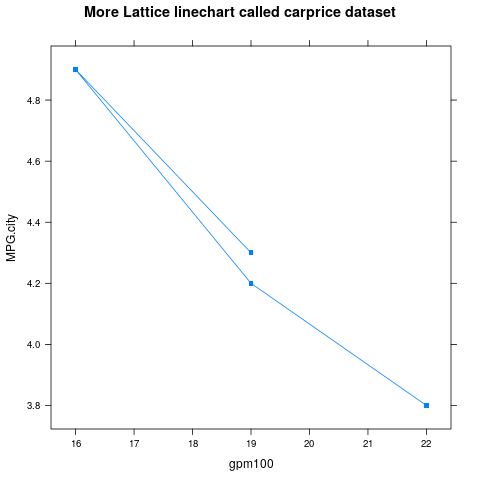 More Lattice linechart called carprice dataset
MPG.city
4.8
4.6
4.4
4.2
4.0
3.8
16 17 18 19 20 21 22
gpm100